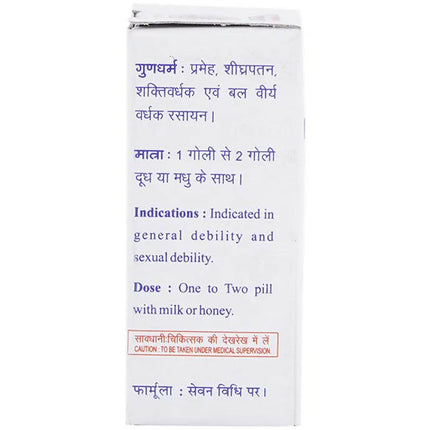 गुणधर्म : प्रमेह, शीघ्रपतन,
शक्तिवर्धक एवं बल वीर्य
वर्धक रसायन।
मात्रा : 1 गोली से 2 गोली
दूध या मधु के साथ।
Indications : Indicated in
general debility and
sexual debility.
Dose : One to Two pill
with milk or honey.
सावधानी:चिकित्सक की देखरेख में लें
CAUTION : TO BE TAKEN UNDER MEDICAL SUPERVISION.
फार्मूला : सेवन विधि पर।